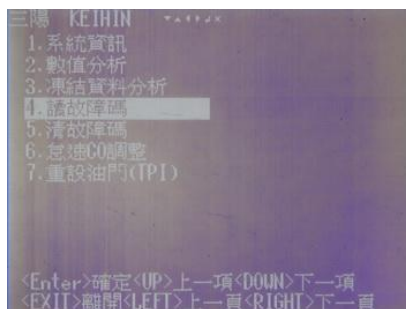 三陽 KEIHIN ▼▲◀▶↲✕
1.系統資訊
2.數值分析
3.凍結資料分析
4.讀故障碼
5.清故障碼
6.怠速CO調整
7.重設油門(TPI)
<Enter>確定<UP>上一項<DOWN>下一項
<EXIT>離開<LEFT>上一頁<RIGHT>下一頁